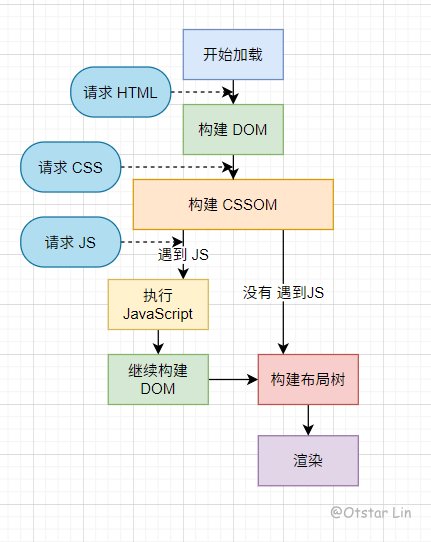 开始加载
请求 HTML
构建 DOM
请求 CSS
构建 CSSOM
请求 JS
遇到 JS
执行
JavaScript
没有 遇到JS
继续构建
DOM
构建布局树
渲染
@Otstar Lin